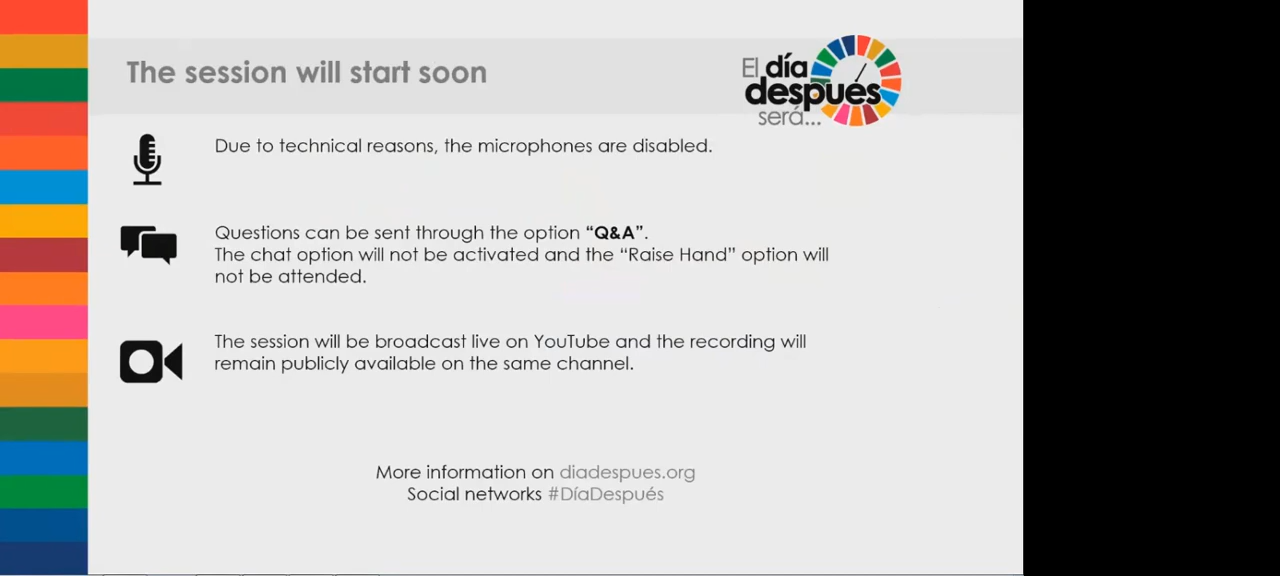 The session will start soon
El día
después
será...
Due to technical reasons, the microphones are disabled.
Questions can be sent through the option “Q&A”.
The chat option will not be activated and the “Raise Hand” option will
not be attended.
The session will be broadcast live on YouTube and the recording will
remain publicly available on the same channel.
More information on diadespues.org
Social networks #DíaDespués